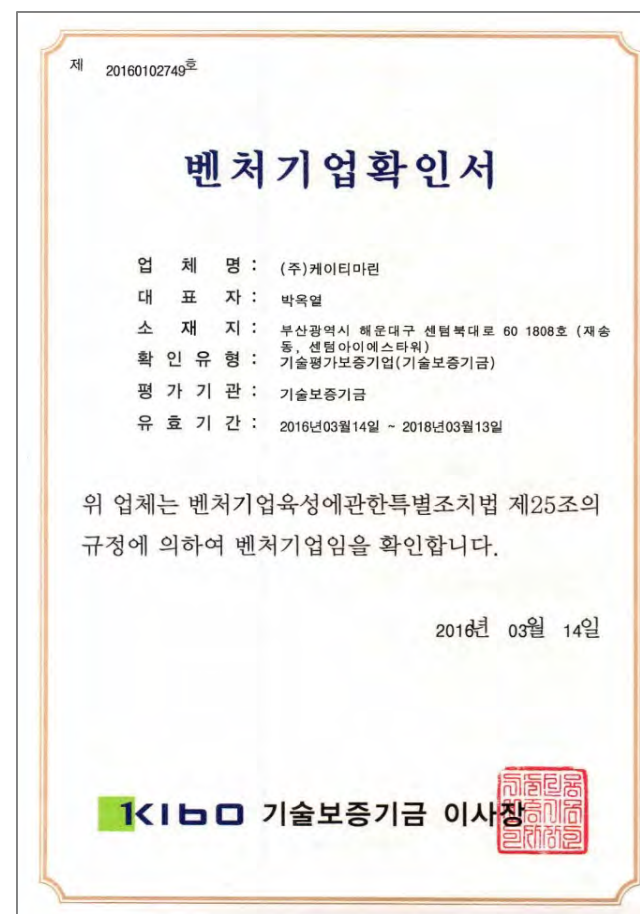 제 20160102749호
벤처기업확인서
업 체 명 : (주)케이티마린
대 표 자 : 박옥열
소 재 지 : 부산광역시 해운대구 센텀북대로 60 1808호 (재송
동, 센텀아이에스타워)
확 인 유 형 : 기술평가보증기업(기술보증기금)
평 가 기 관 : 기술보증기금
유 효 기 간 : 2016년03월14일 ~ 2018년03월13일
위 업체는 벤처기업육성에관한특별조치법 제25조의
규정에 의하여 벤처기업임을 확인합니다.
2016년 03월 14일
KIbO 기술보증기금 이사장